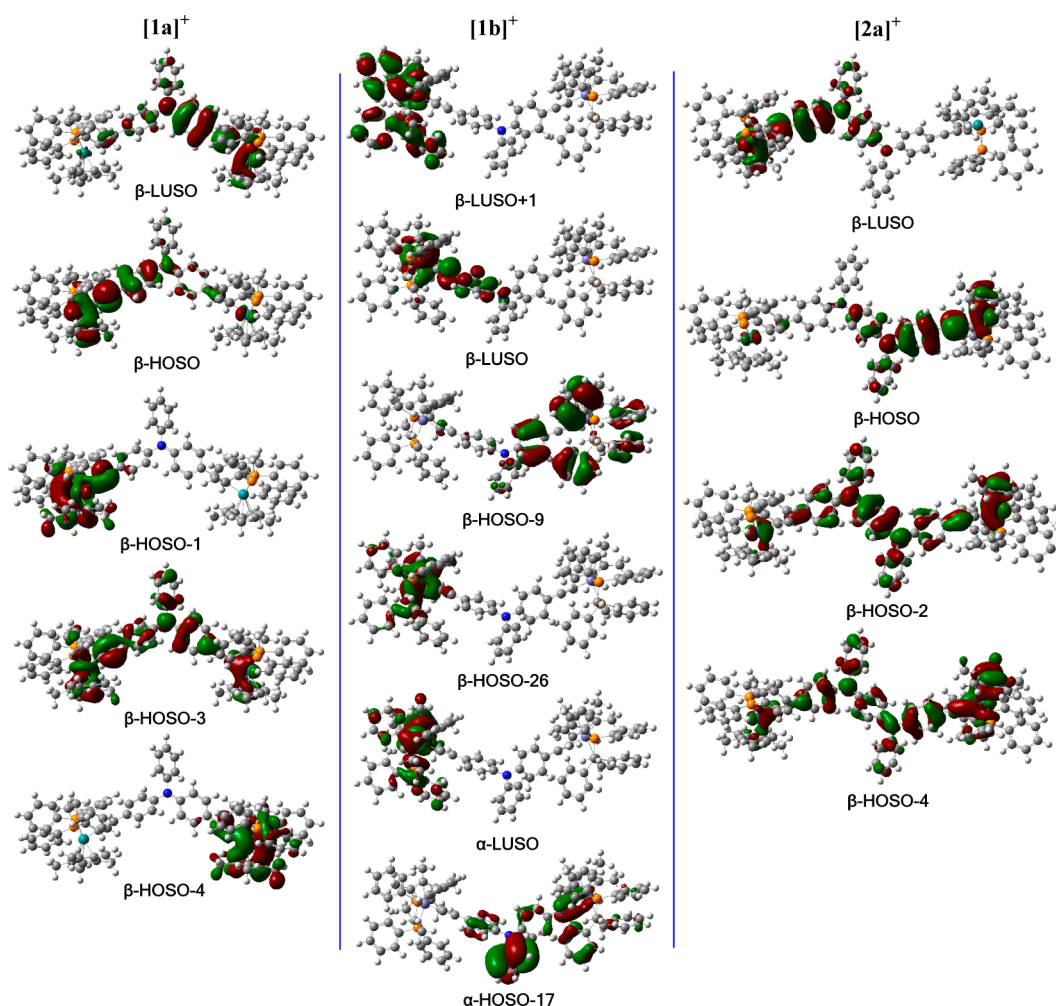 [1a]⁺
β-LUSO
β-HOSO
β-HOSO-1
β-HOSO-3
β-HOSO-4
[1b]⁺
β-LUSO+1
β-LUSO
β-HOSO-9
β-HOSO-26
α-LUSO
α-HOSO-17
[2a]⁺
β-LUSO
β-HOSO
β-HOSO-2
β-HOSO-4